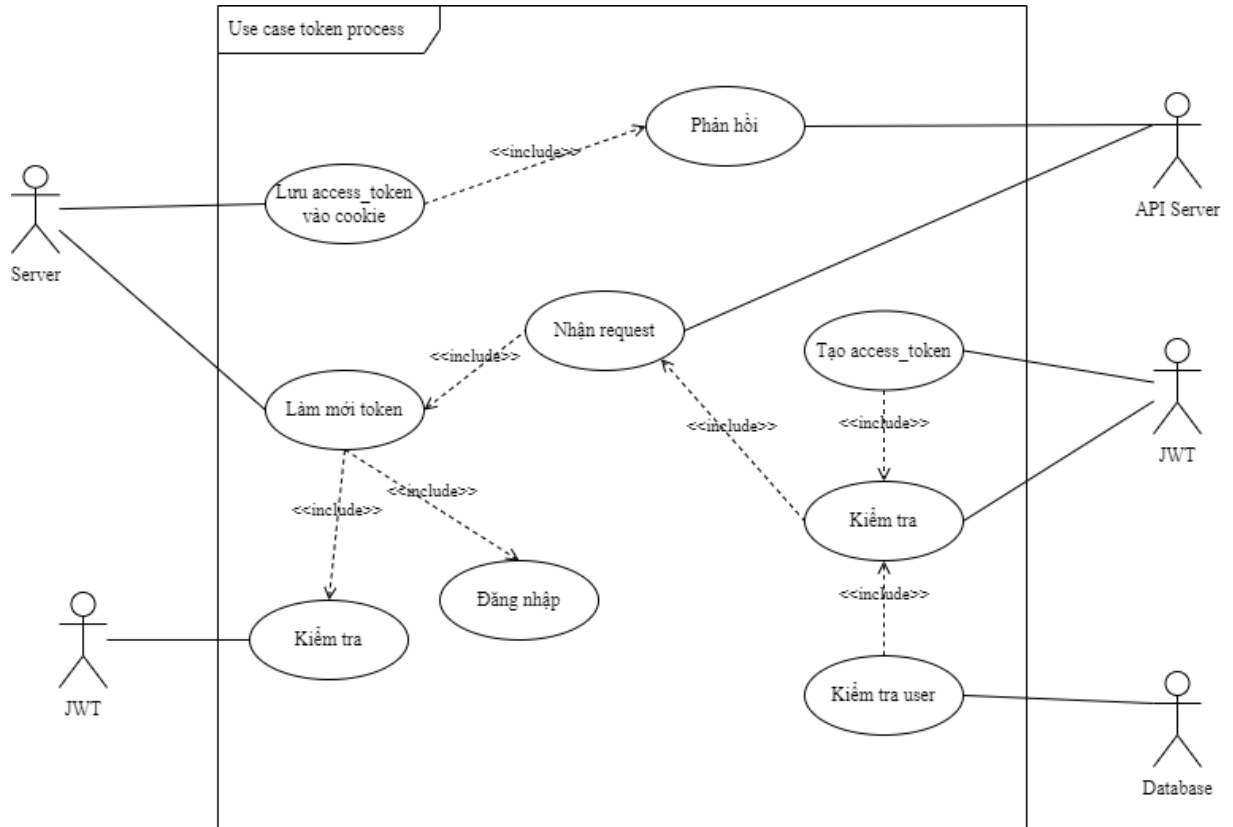 Use case token process
Phản hồi
<<include>>
API Server
Lưu access_token
vào cookie
Server
Nhận request
Tạo access_token
<<include>>
Làm mới token
<<include>>
<<include>>
JWT
<<include>>
<<include>>
Kiểm tra
Đăng nhập
<<include>>
Kiểm tra
JWT
Kiểm tra user
Database